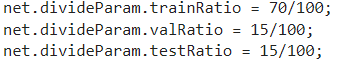 net.divideParam.trainRatio = 70/100;
net.divideParam.valRatio = 15/100;
net.divideParam.testRatio = 15/100;